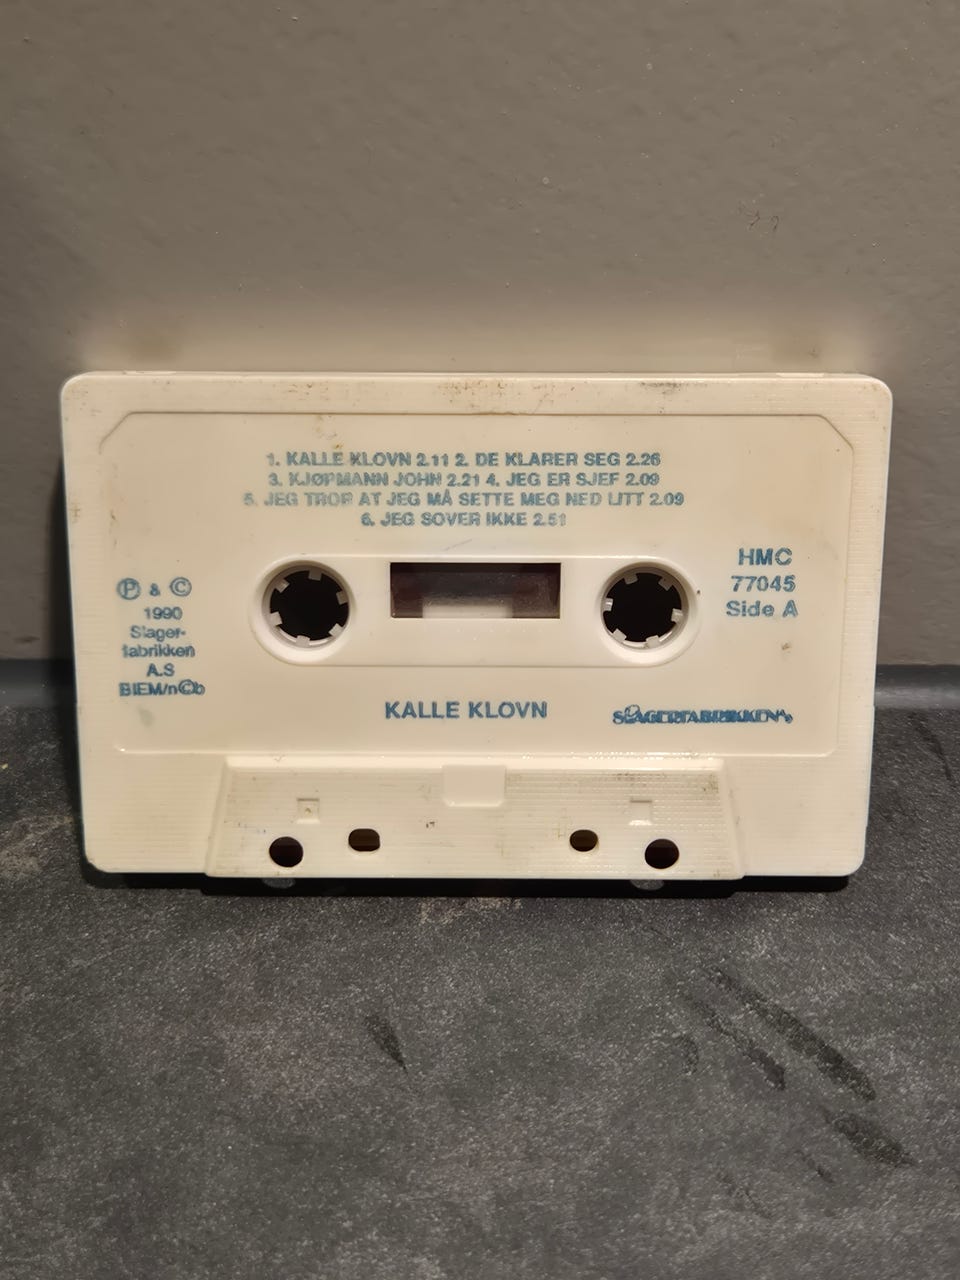 1. KALLE KLOVN 2.11 2. DE KLARER SEG 2.26
3. KJØPMANN JOHN 2.21 4. JEG ER SJEF 2.09
5. JEG TROR AT JEG MÅ SETTE MEG NED LITT 2.09
6. JEG SOVER IKKE 2.51
Ⓟ & ©
1990
Slager-
fabrikken
A.S
BIEM/n©b
HMC
77045
Side A
KALLE KLOVN
SLAGERFABRIKKEN A/S